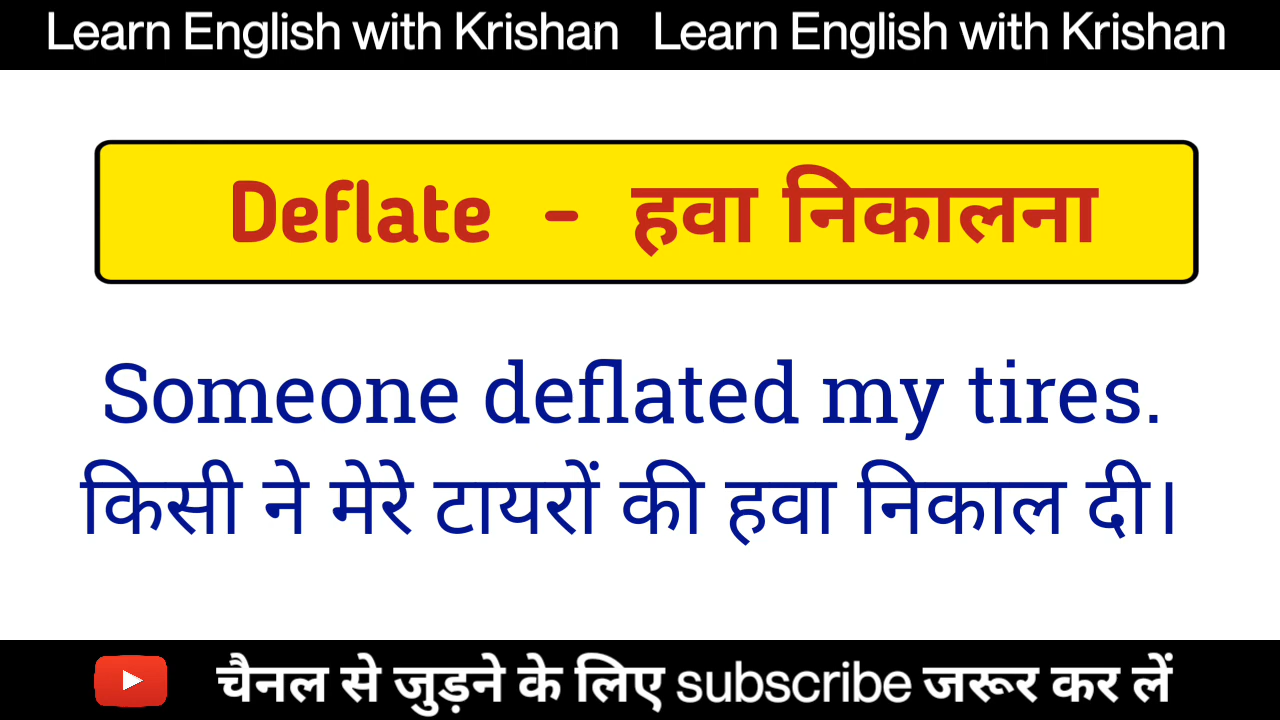 Learn English with Krishan Learn English with Krishan
Deflate - हवा निकालना
Someone deflated my tires.
किसी ने मेरे टायरों की हवा निकाल दी।
चैनल से जुड़ने के लिए subscribe जरूर कर लें